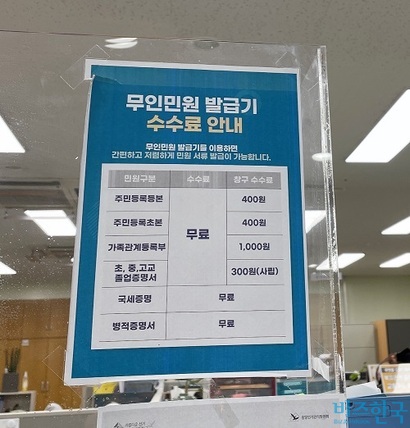 무인민원 발급기
수수료 안내
무인민원 발급기를 이용하면
간편하고 저렴하게 민원 서류 발급이 가능합니다.
민원구분 수수료 창구 수수료
주민등록등본 400원
주민등록초본 400원
무료
가족관계등록부 1,000원
초, 중,고교
졸업증명서 300원(사립)
국세증명 무료
병적증명서 무료
비즈한국